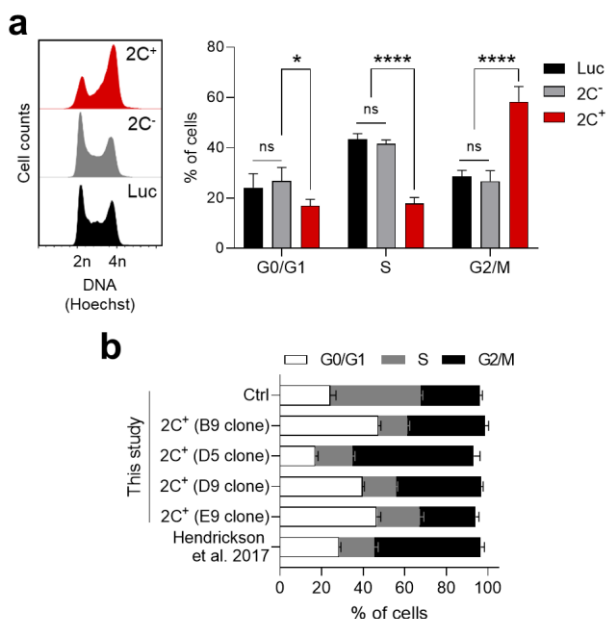 a
2C+
2C-
Luc
Cell counts
2n 4n
DNA
(Hoechst)
% of cells
80
60
40
20
0
* **** ****
ns ns ns
G0/G1 S G2/M
Luc
2C-
2C+
b
G0/G1 S G2/M
This study
Ctrl
2C+ (B9 clone)
2C+ (D5 clone)
2C+ (D9 clone)
2C+ (E9 clone)
Hendrickson
et al. 2017
0 20 40 60 80 100
% of cells